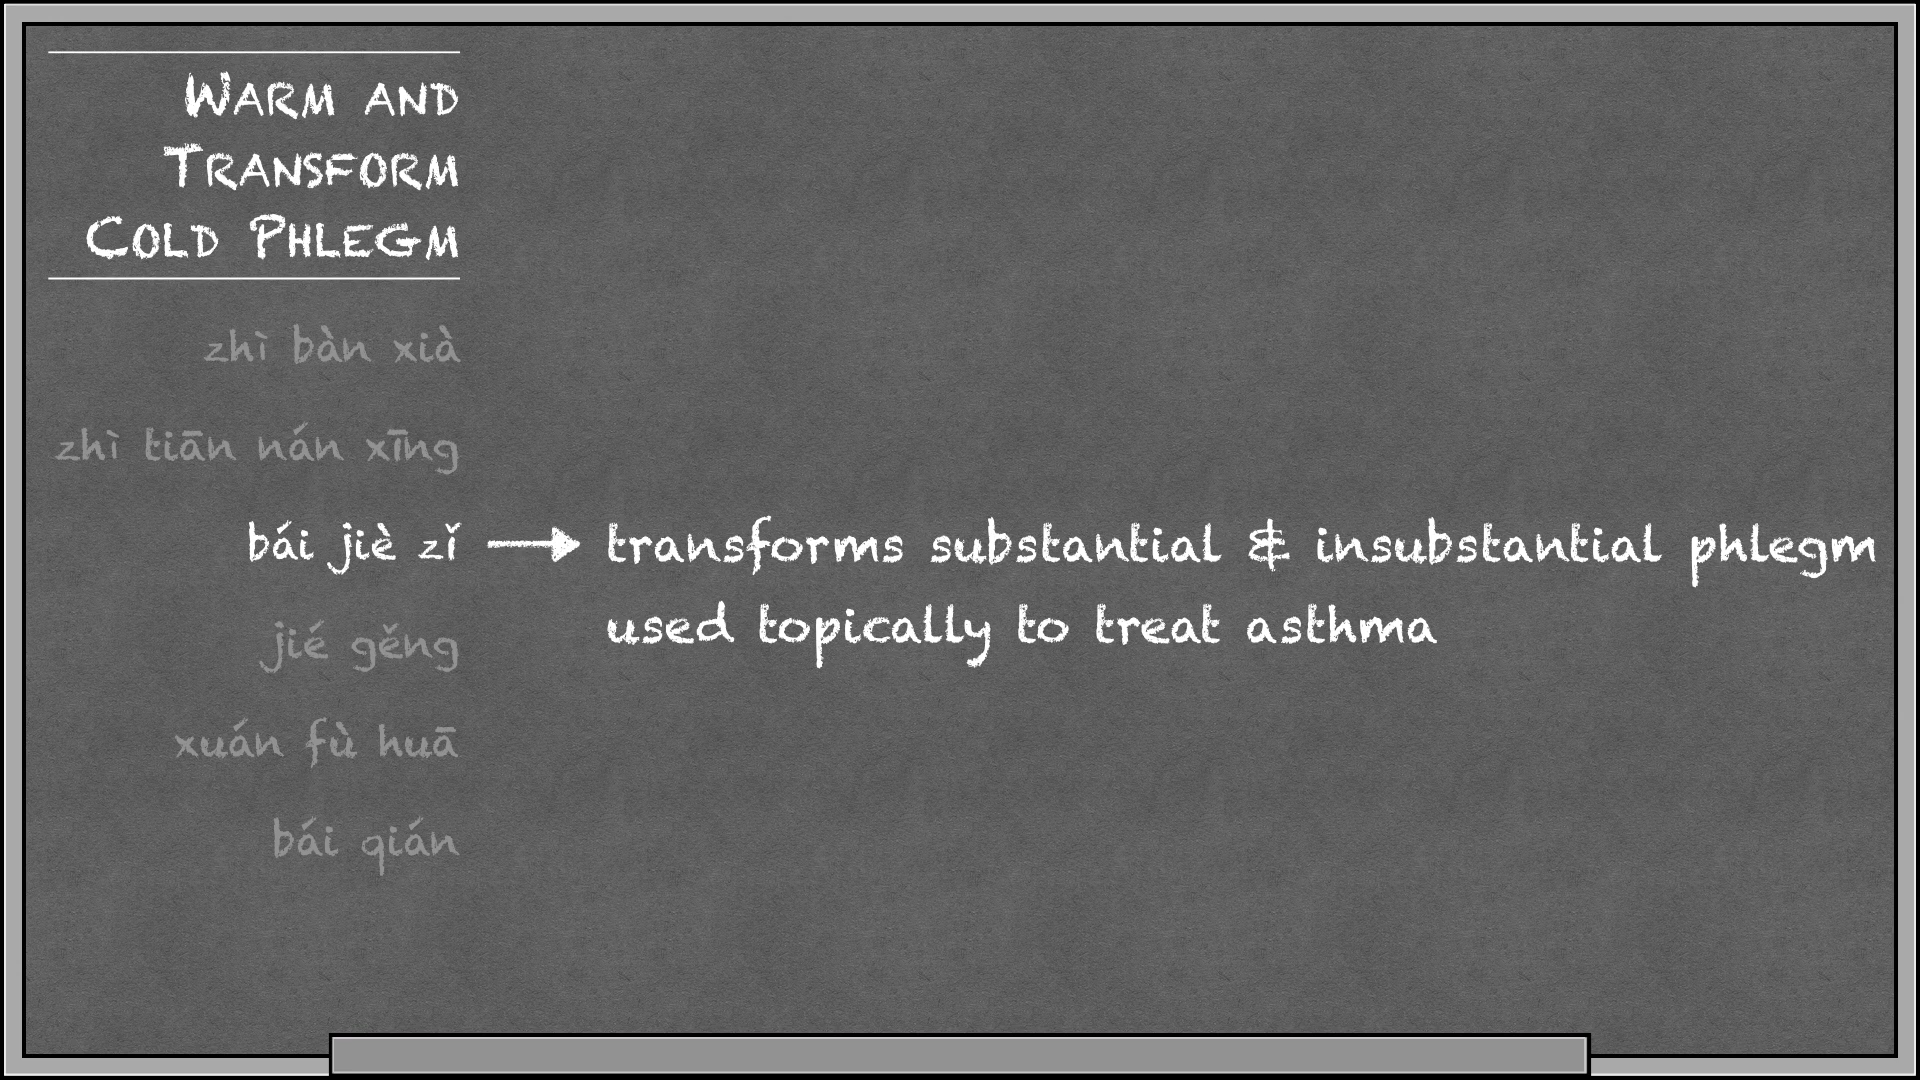 Warm and
Transform
Cold Phlegm
zhì bàn xià
zhì tiān nán xīng
bái jiè zǐ → transforms substantial & insubstantial phlegm
used topically to treat asthma
jié gěng
xuán fù huā
bái qián